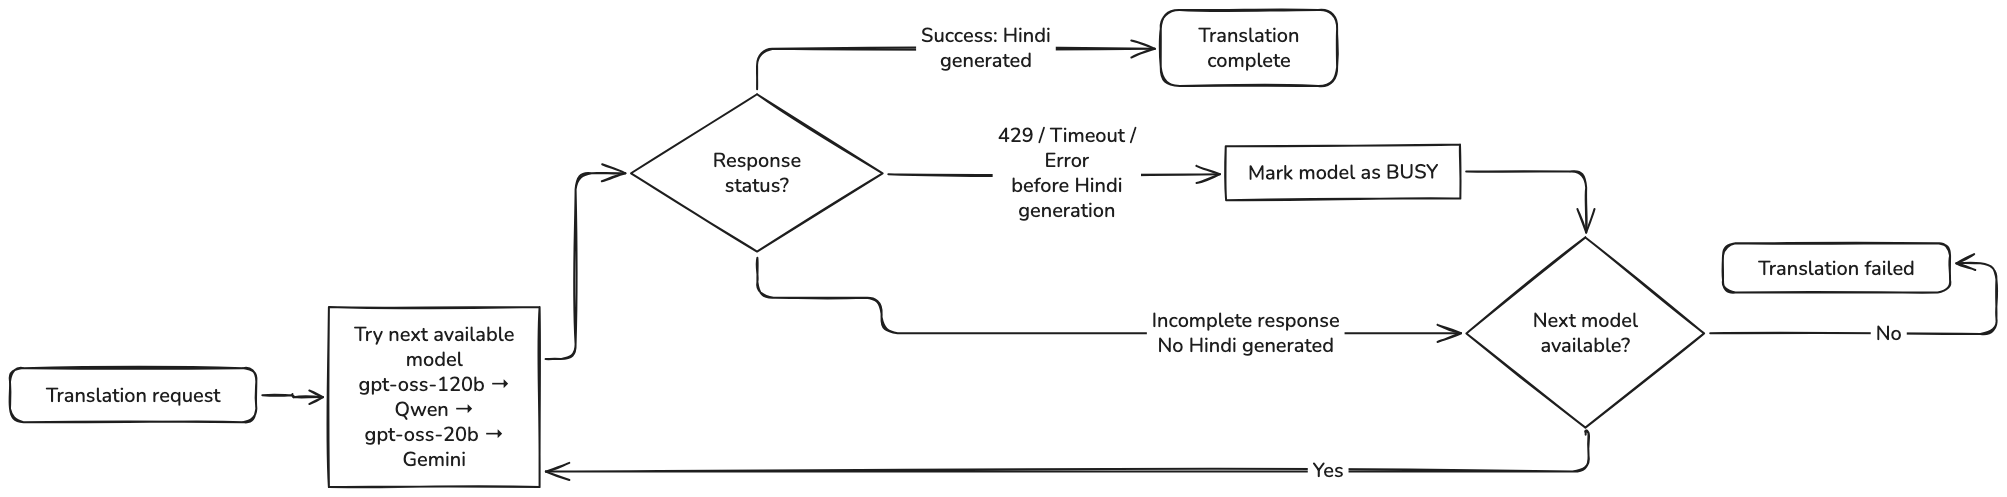 Translation request
Try next available
model
gpt-oss-120b →
Qwen →
gpt-oss-20b →
Gemini
Response
status?
Success: Hindi
generated
Translation
complete
429 / Timeout /
Error
before Hindi
generation
Mark model as BUSY
Incomplete response
No Hindi generated
Next model
available?
Yes
No
Translation failed